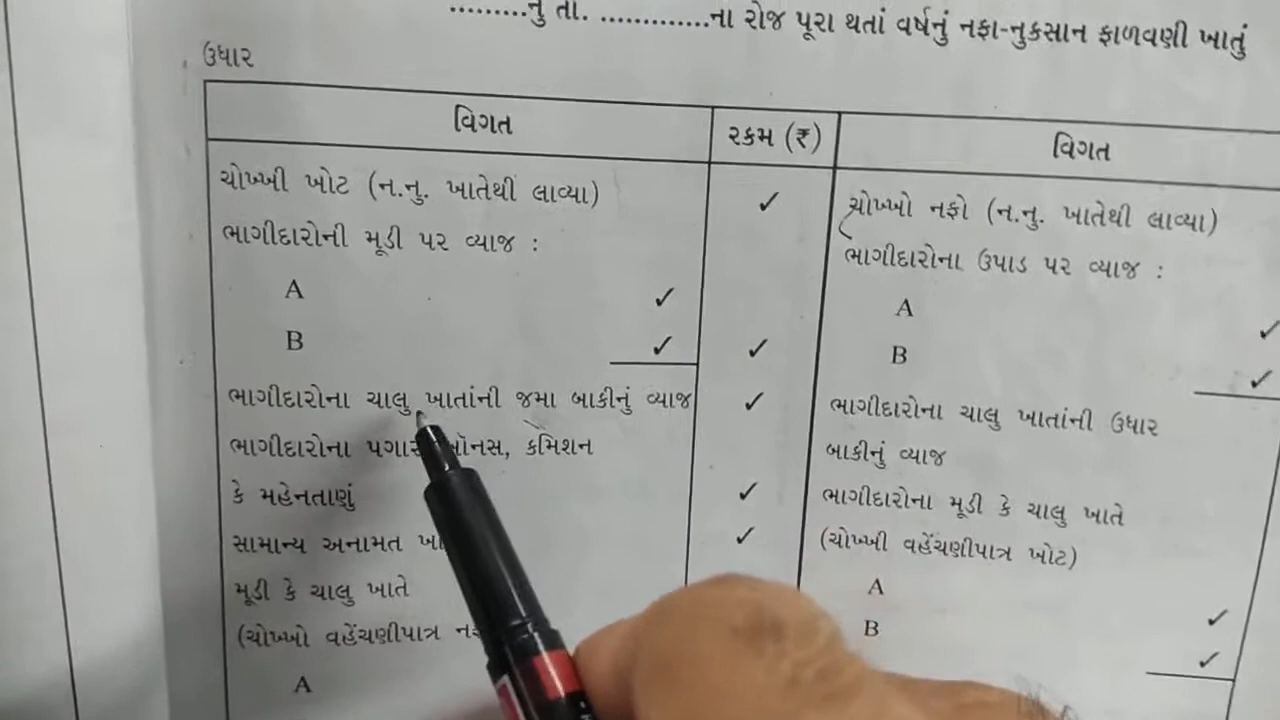 .........નું તા. .............ના રોજ પૂરા થતાં વર્ષનું નફા-નુકસાન ફાળવણી ખાતું
ઉધાર
વિગત
રકમ (₹)
ચોખ્ખી ખોટ (ન.નુ. ખાતેથી લાવ્યા) ✓
ભાગીદારોની મૂડી પર વ્યાજ :
A ✓
B ✓ ✓
ભાગીદારોના ચાલુ ખાતાંની જમા બાકીનું વ્યાજ ✓
ભાગીદારોના બૉનસ, કમિશન
કે મહેનતાણું ✓
સામાન્ય અનામત ✓
મૂડી કે ચાલુ ખાતે
(ચોખ્ખો વહેંચણીપાત્ર
A
વિગત
ચોખ્ખો નફો (ન.નુ. ખાતેથી લાવ્યા)
ભાગીદારોના ઉપાડ પર વ્યાજ :
A ✓
B ✓
ભાગીદારોના ચાલુ ખાતાંની ઉધાર
બાકીનું વ્યાજ
ભાગીદારોના મૂડી કે ચાલુ ખાતે
(ચોખ્ખી વહેંચણીપાત્ર ખોટ)
A ✓
B ✓